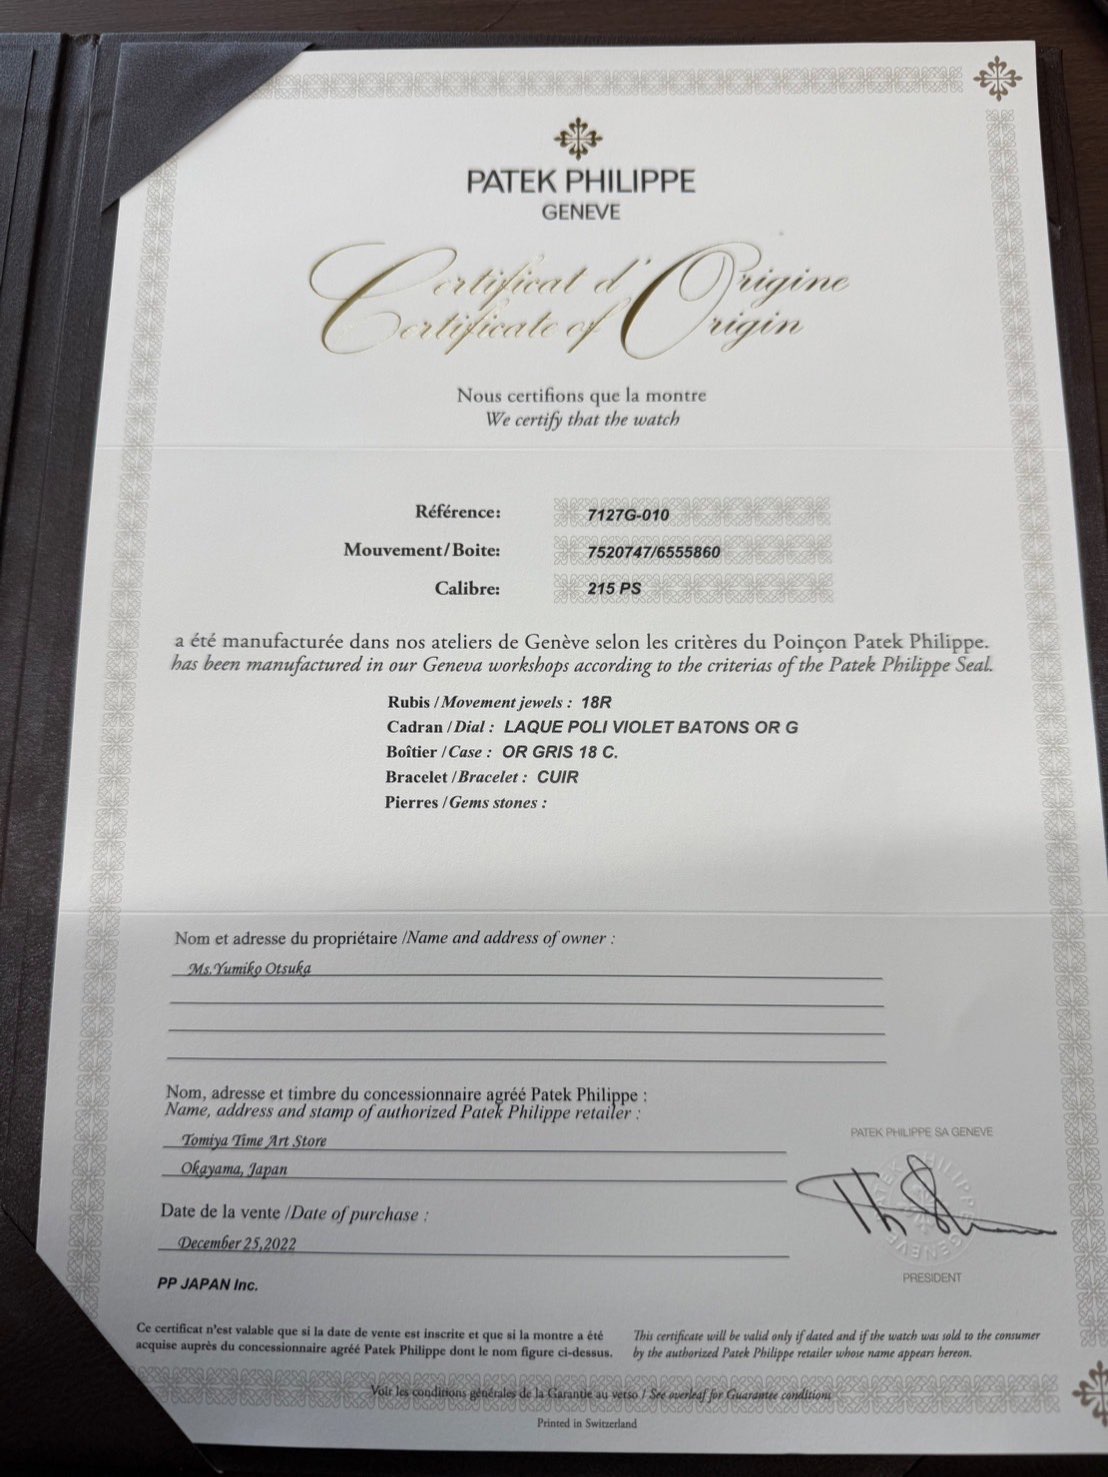 PATEK PHILIPPE
GENEVE
Certificat d'Origine
Certificate of Origin
Nous certifions que la montre
We certify that the watch
Référence: 7127G-010
Mouvement/Boite: 7520747/6555860
Calibre: 215 PS
a été manufacturée dans nos ateliers de Genève selon les critères du Poinçon Patek Philippe.
has been manufactured in our Geneva workshops according to the criterias of the Patek Philippe Seal.
Rubis / Movement jewels : 18R
Cadran / Dial : LAQUE POLI VIOLET BATONS OR G
Boîtier / Case : OR GRIS 18 C.
Bracelet / Bracelet : CUIR
Pierres / Gems stones :
Nom et adresse du propriétaire /Name and address of owner :
Ms.Yumiko Otsuka
Nom, adresse et timbre du concessionnaire agréé Patek Philippe :
Name, address and stamp of authorized Patek Philippe retailer :
Tomiya Time Art Store
Okayama, Japan
PATEK PHILIPPE SA GENEVE
Date de la vente /Date of purchase :
December 25,2022
PRESIDENT
PP JAPAN Inc.
Ce certificat n'est valable que si la date de vente est inscrite et que si la montre a été
acquise auprès du concessionnaire agréé Patek Philippe dont le nom figure ci-dessus.
This certificate will be valid only if dated and if the watch was sold to the consumer
by the authorized Patek Philippe retailer whose name appears hereon.
Voir les conditions générales de la Garantie au verso / See overleaf for Guarantee conditions
Printed in Switzerland